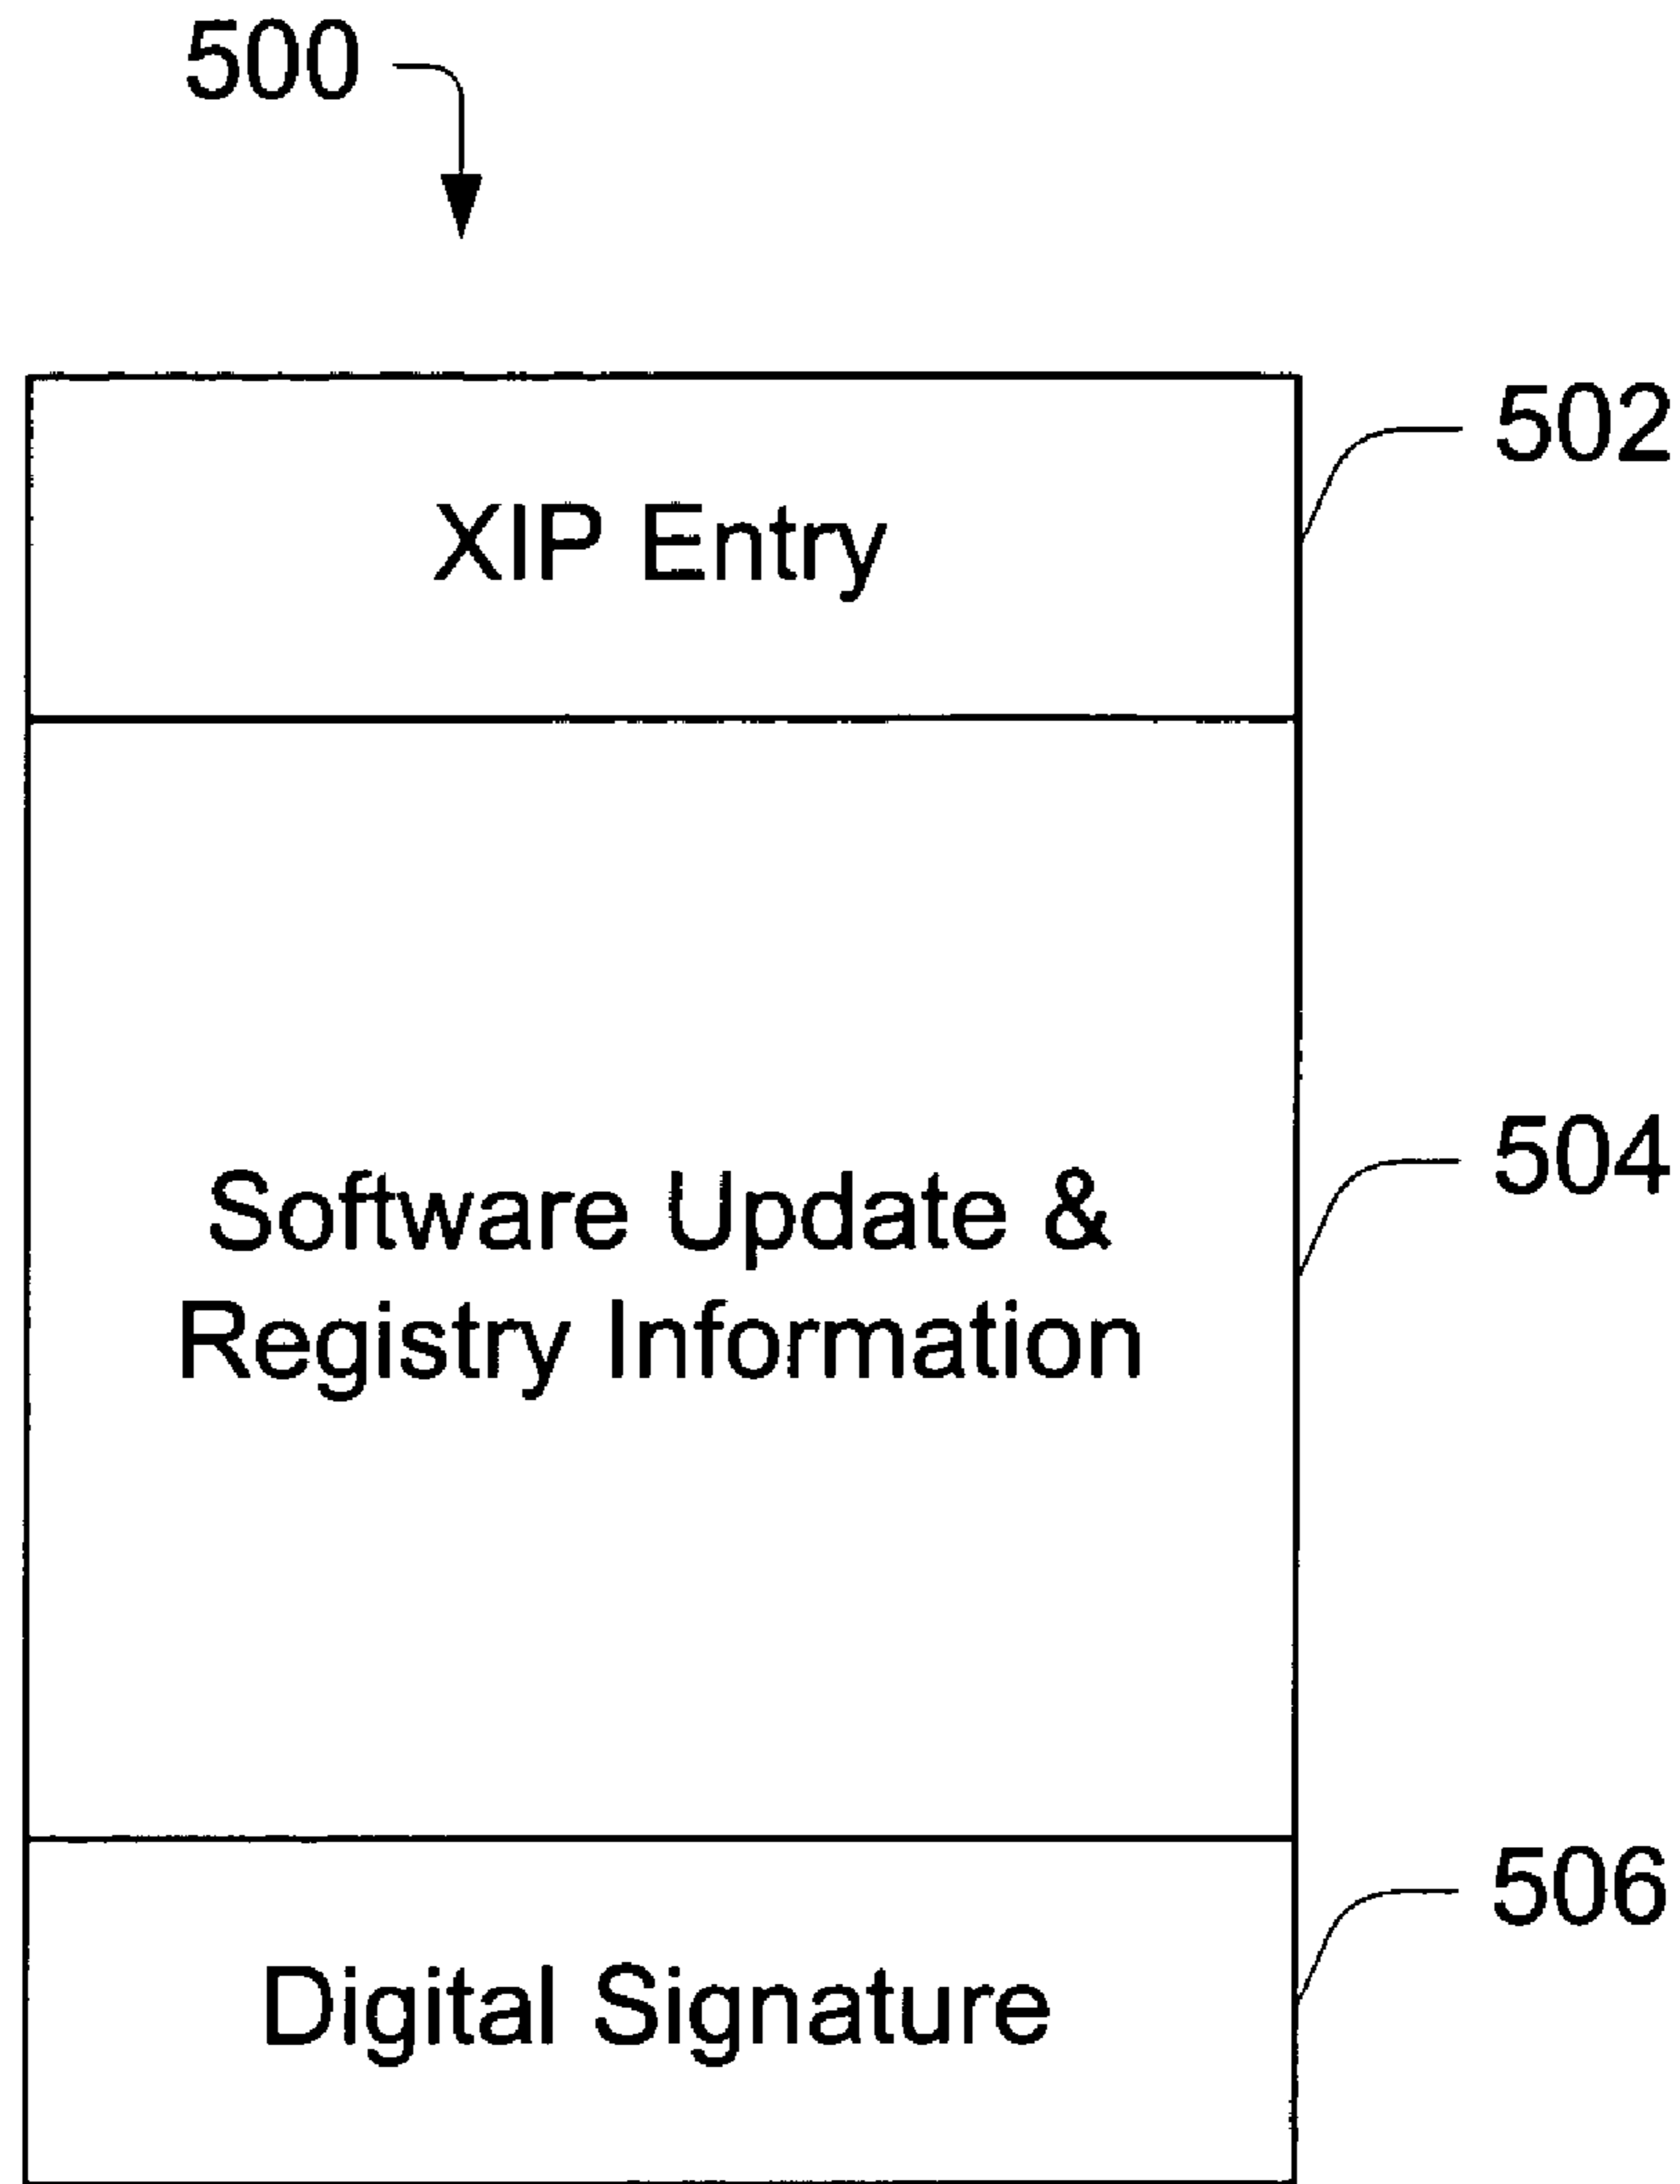 500
502
XIP Entry
504
Software Update &
Registry Information
506
Digital Signature